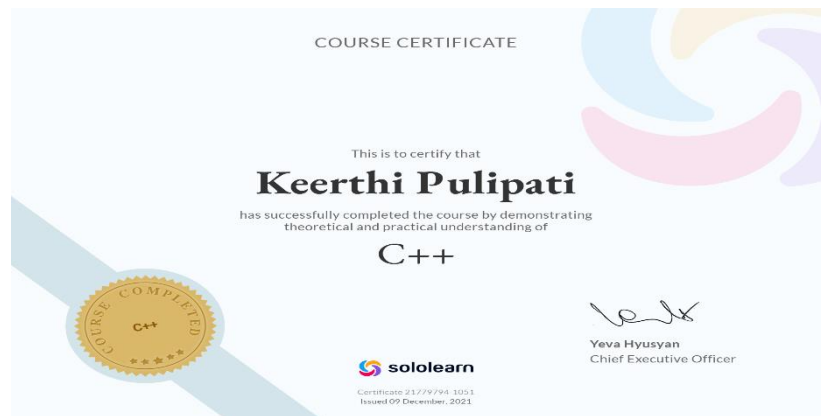 COURSE CERTIFICATE
This is to certify that
Keerthi Pulipati
has successfully completed the course by demonstrating
theoretical and practical understanding of
C++
COURSE COMPLETED
C++
Yeva Hyusyan
Chief Executive Officer
sololearn
Certificate 21779794-1051
Issued 09 December, 2021